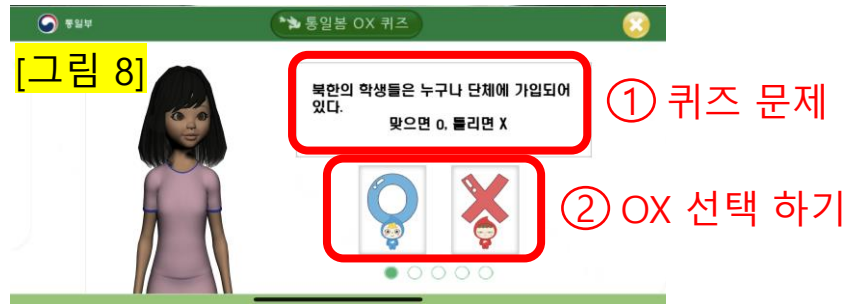 통일부
통일봄 OX 퀴즈
[그림 8]
북한의 학생들은 누구나 단체에 가입되어
있다.
맞으면 o, 틀리면 X
① 퀴즈 문제
② OX 선택 하기